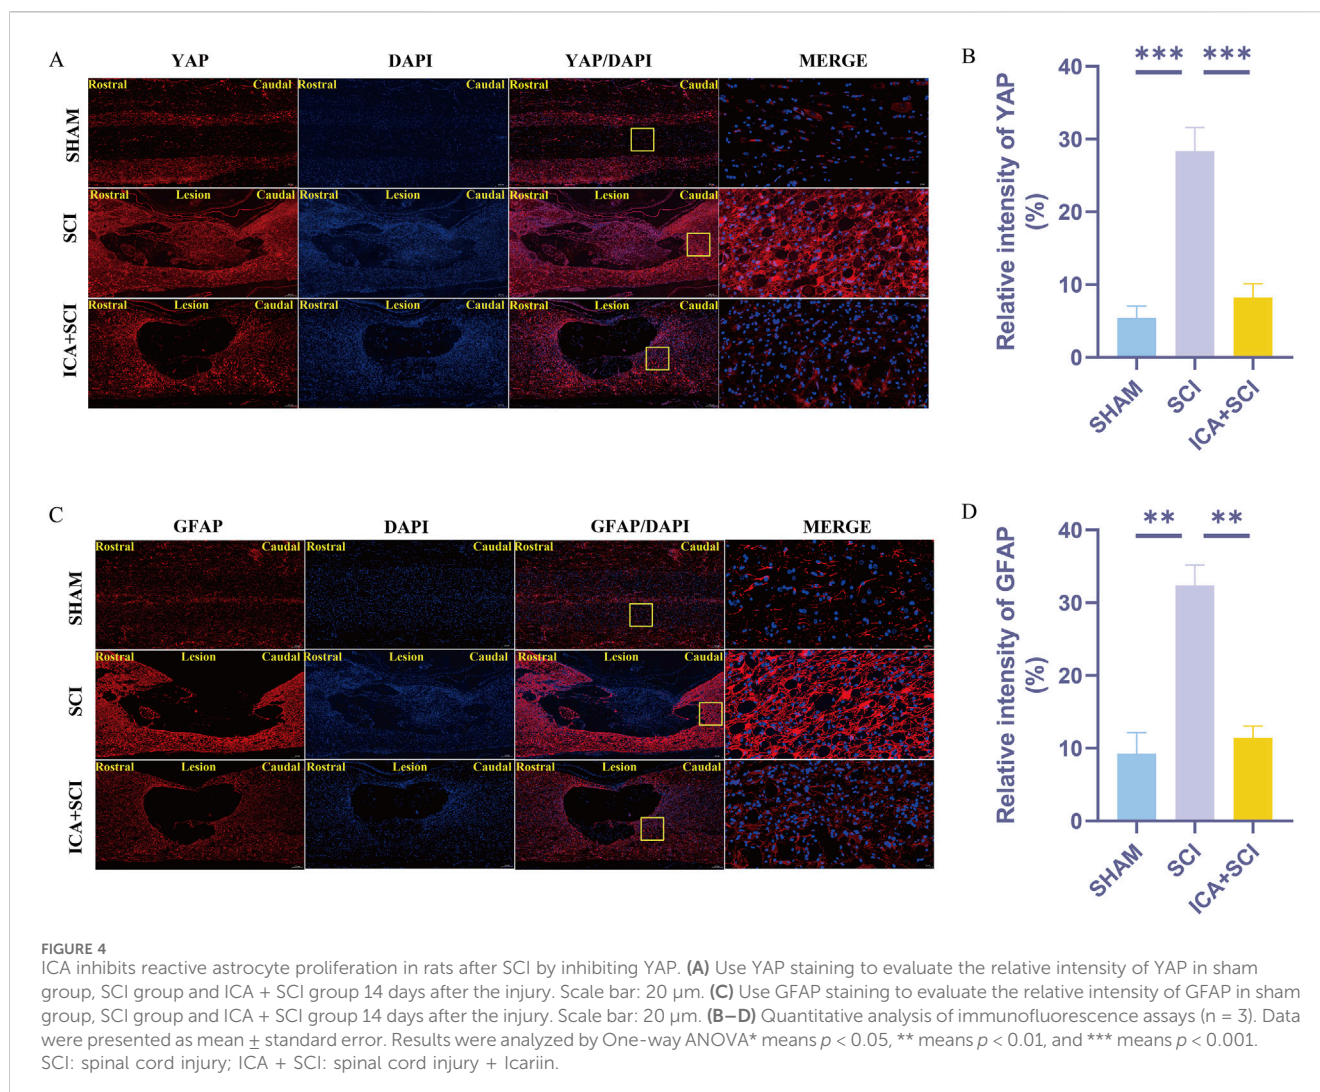 A
YAP DAPI YAP/DAPI MERGE
Rostral Caudal Rostral Caudal Rostral Caudal
SHAM
Rostral Lesion Caudal Rostral Lesion Caudal Rostral Lesion Caudal
SCI
Rostral Lesion Caudal Rostral Lesion Caudal Rostral Lesion Caudal
ICA+SCI
B
*** ***
Relative intensity of YAP
(%)
40
30
20
10
0
SHAM
SCI
ICA+SCI
C
GFAP DAPI GFAP/DAPI MERGE
Rostral Caudal Rostral Caudal Rostral Caudal
SHAM
Rostral Lesion Caudal Rostral Lesion Caudal Rostral Lesion Caudal
SCI
Rostral Lesion Caudal Rostral Lesion Caudal Rostral Lesion Caudal
ICA+SCI
D
** **
Relative intensity of GFAP
(%)
40
30
20
10
0
SHAM
SCI
ICA+SCI
FIGURE 4
ICA inhibits reactive astrocyte proliferation in rats after SCI by inhibiting YAP. (A) Use YAP staining to evaluate the relative intensity of YAP in sham
group, SCI group and ICA + SCI group 14 days after the injury. Scale bar: 20 μm. (C) Use GFAP staining to evaluate the relative intensity of GFAP in sham
group, SCI group and ICA + SCI group 14 days after the injury. Scale bar: 20 μm. (B–D) Quantitative analysis of immunofluorescence assays (n = 3). Data
were presented as mean ± standard error. Results were analyzed by One-way ANOVA* means p < 0.05, ** means p < 0.01, and *** means p < 0.001.
SCI: spinal cord injury; ICA + SCI: spinal cord injury + Icariin.